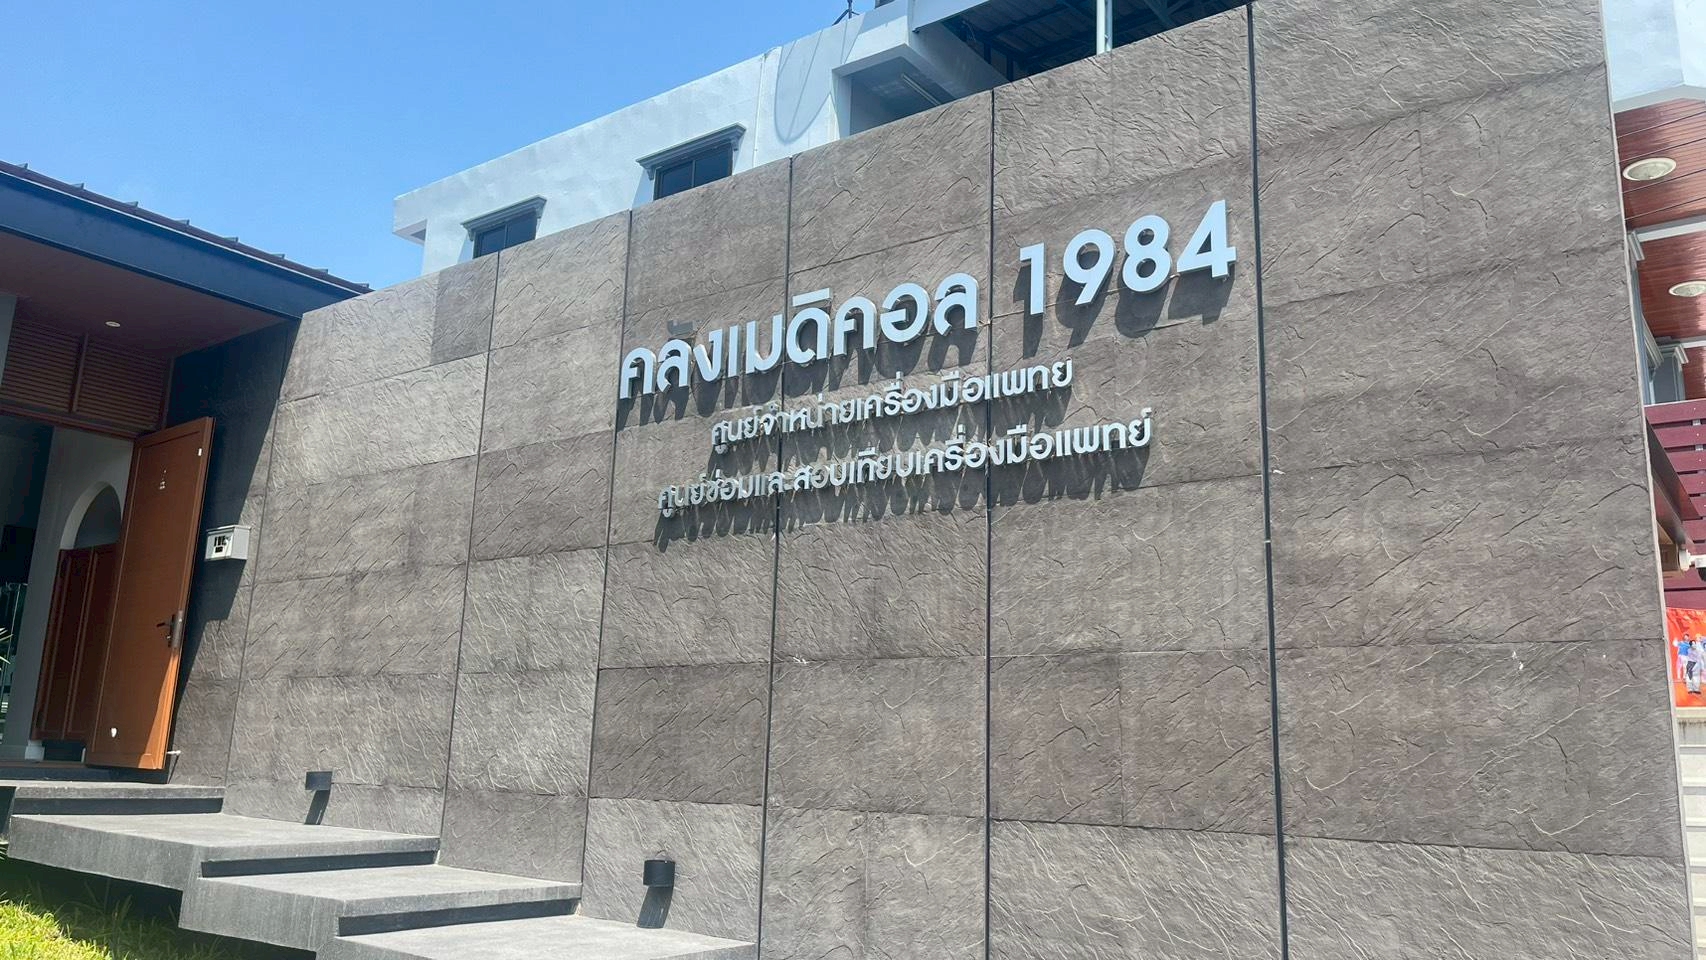 คลังเมดิคอล 1984
ศูนย์จำหน่ายเครื่องมือแพทย์
ศูนย์ซ่อมและสอบเทียบเครื่องมือแพทย์